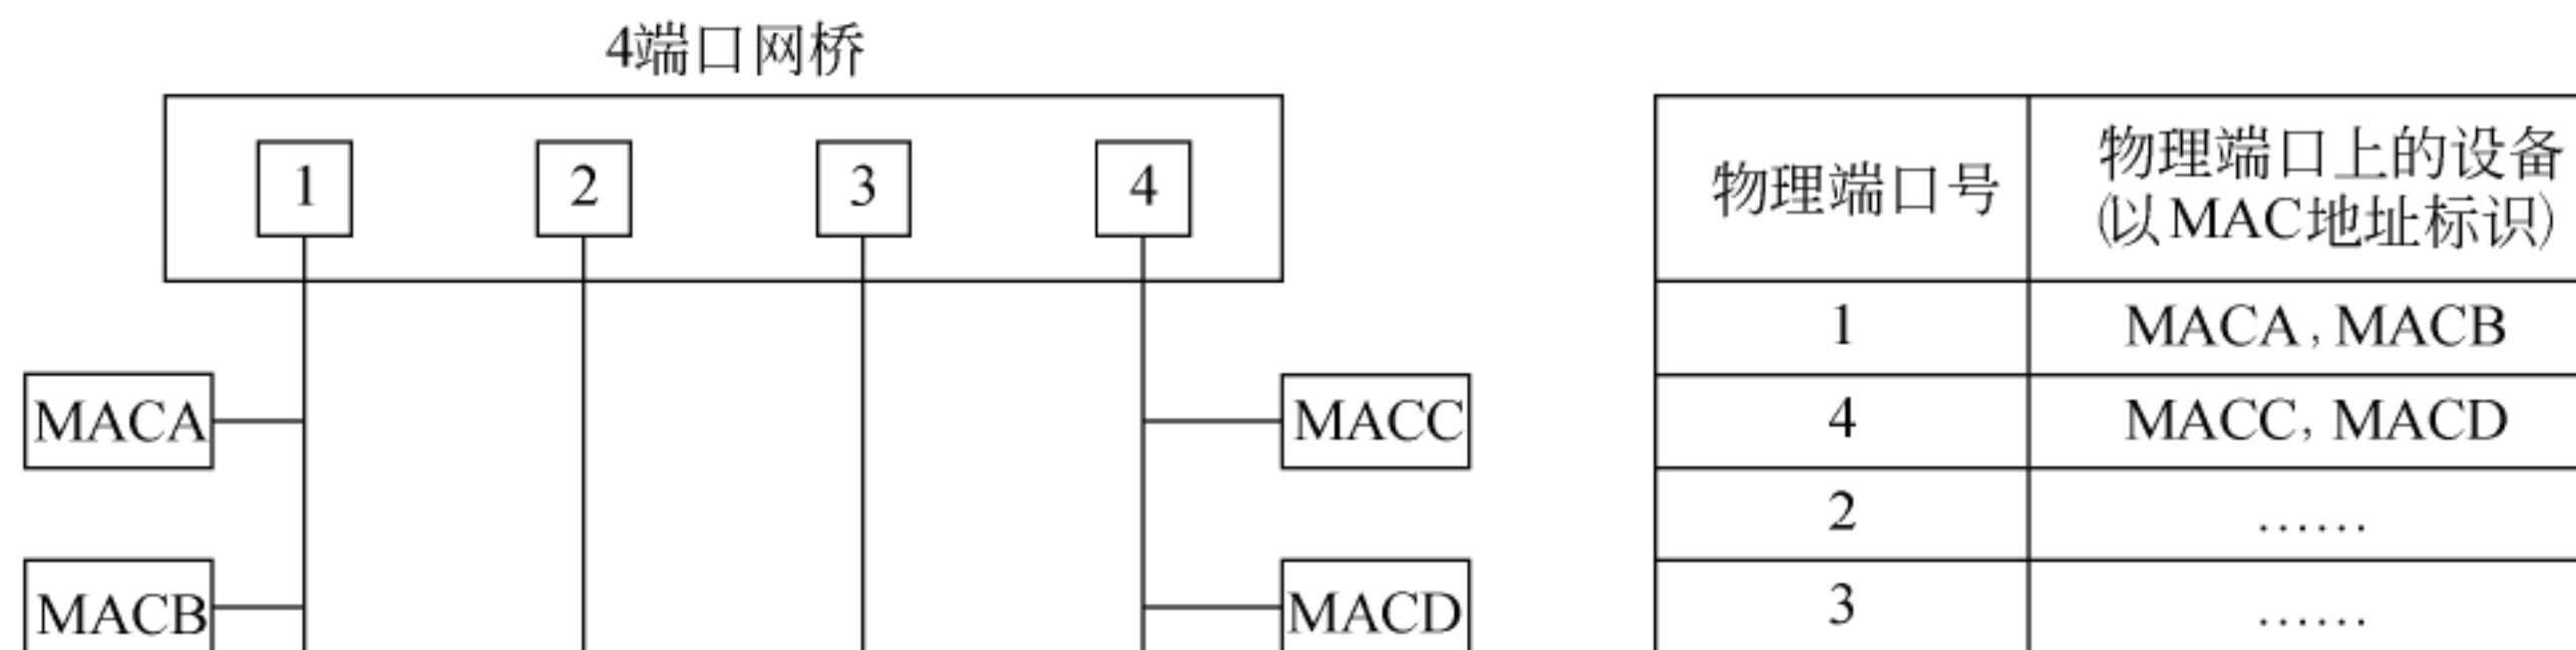 4端口网桥
1 2 3 4
MACA
MACC
MACB
MACD
物理端口号
物理端口上的设备
(以MAC地址标识)
1 MACA, MACB
4 MACC, MACD
2 ……
3 ……